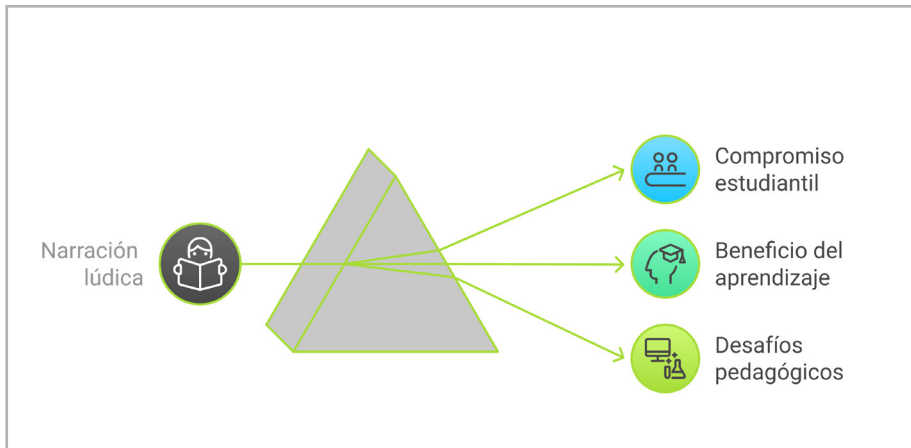 Narración
lúdica
Compromiso
estudiantil
Beneficio del
aprendizaje
Desafíos
pedagógicos